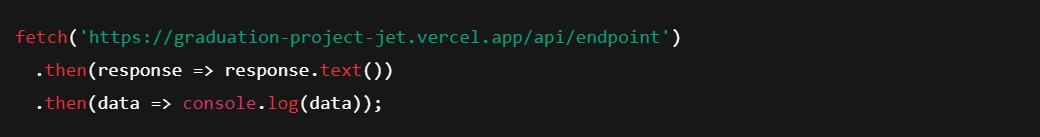 fetch('https://graduation-project-jet.vercel.app/api/endpoint')
  .then(response => response.text())
  .then(data => console.log(data));